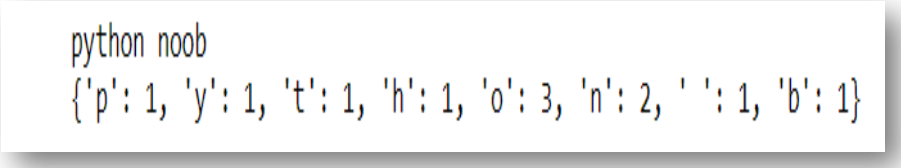 python noob
{'p': 1, 'y': 1, 't': 1, 'h': 1, 'o': 3, 'n': 2, ' ': 1, 'b': 1}